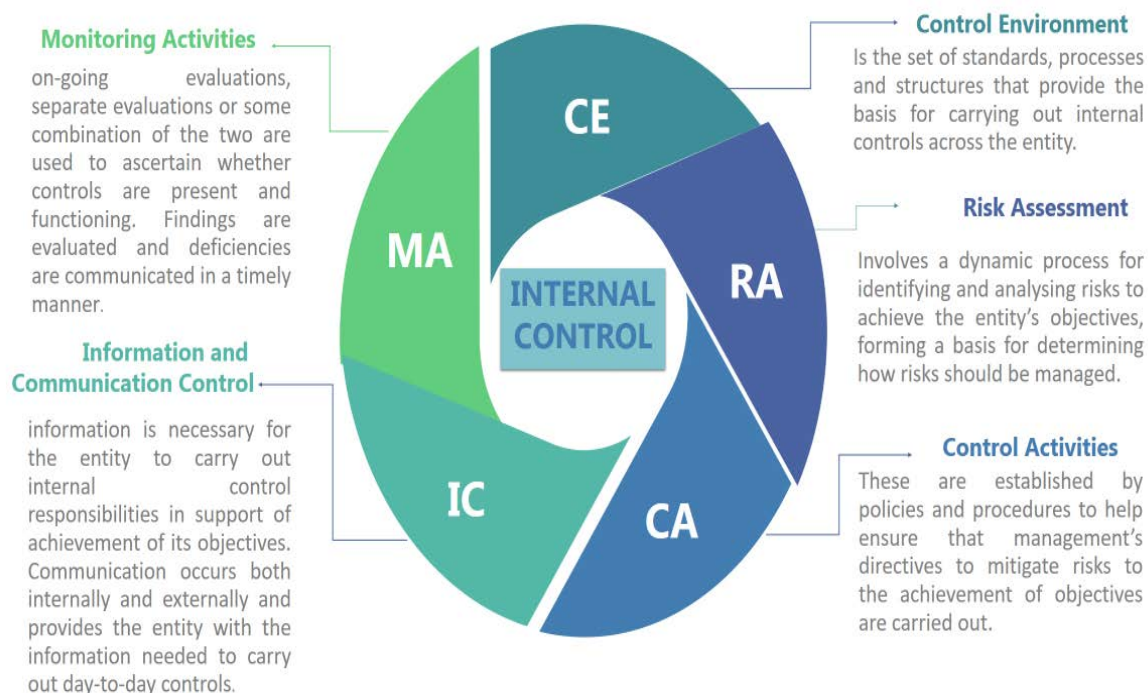 Monitoring Activities
on-going evaluations,
separate evaluations or some
combination of the two are
used to ascertain whether
controls are present and
functioning. Findings are
evaluated and deficiencies
are communicated in a timely
manner.
Information and
Communication Control
information is necessary for
the entity to carry out
internal control
responsibilities in support of
achievement of its objectives.
Communication occurs both
internally and externally and
provides the entity with the
information needed to carry
out day-to-day controls.
CE
MA
RA
INTERNAL
CONTROL
IC
CA
Control Environment
Is the set of standards, processes
and structures that provide the
basis for carrying out internal
controls across the entity.
Risk Assessment
Involves a dynamic process for
identifying and analysing risks to
achieve the entity's objectives,
forming a basis for determining
how risks should be managed.
Control Activities
These are established by
policies and procedures to help
ensure that management's
directives to mitigate risks to
the achievement of objectives
are carried out.